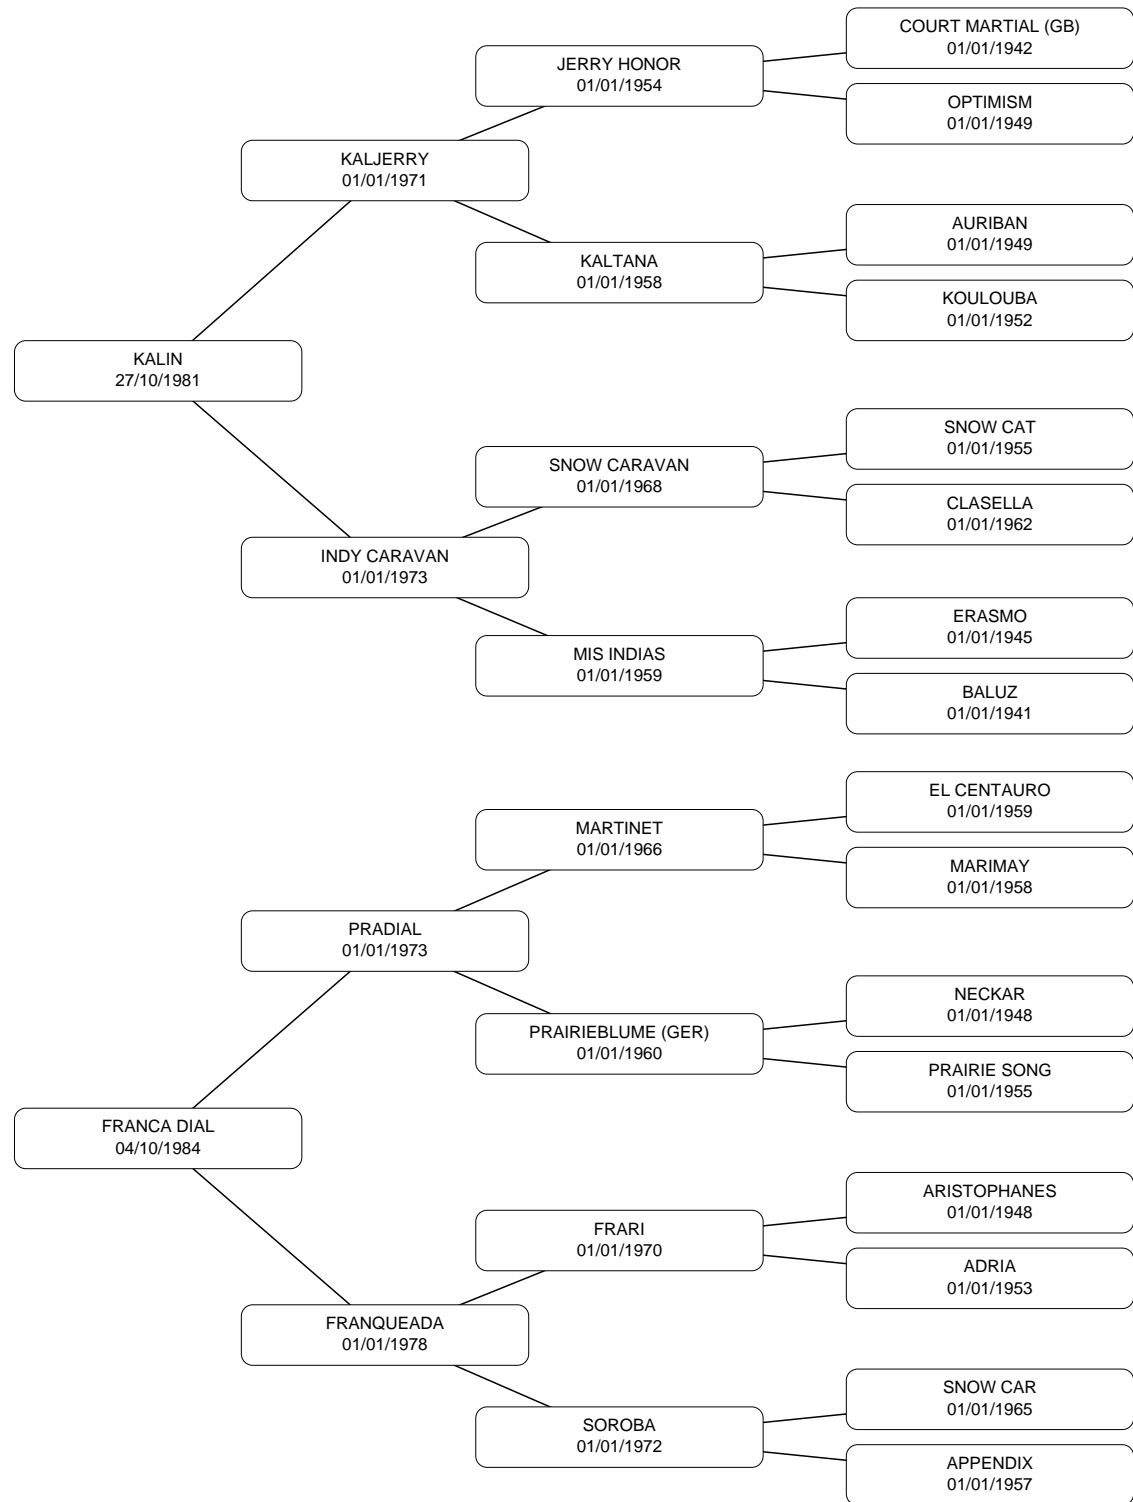 COURT MARTIAL (GB)
01/01/1942
JERRY HONOR
01/01/1954
OPTIMISM
01/01/1949
KALJERRY
01/01/1971
AURIBAN
01/01/1949
KALTANA
01/01/1958
KOULOUBA
01/01/1952
KALIN
27/10/1981
SNOW CAT
01/01/1955
SNOW CARAVAN
01/01/1968
CLASELLA
01/01/1962
INDY CARAVAN
01/01/1973
ERASMO
01/01/1945
MIS INDIAS
01/01/1959
BALUZ
01/01/1941
EL CENTAURO
01/01/1959
MARTINET
01/01/1966
MARIMAY
01/01/1958
PRADIAL
01/01/1973
NECKAR
01/01/1948
PRAIRIEBLUME (GER)
01/01/1960
PRAIRIE SONG
01/01/1955
FRANCA DIAL
04/10/1984
ARISTOPHANES
01/01/1948
FRARI
01/01/1970
ADRIA
01/01/1953
FRANQUEADA
01/01/1978
SNOW CAR
01/01/1965
SOROBA
01/01/1972
APPENDIX
01/01/1957